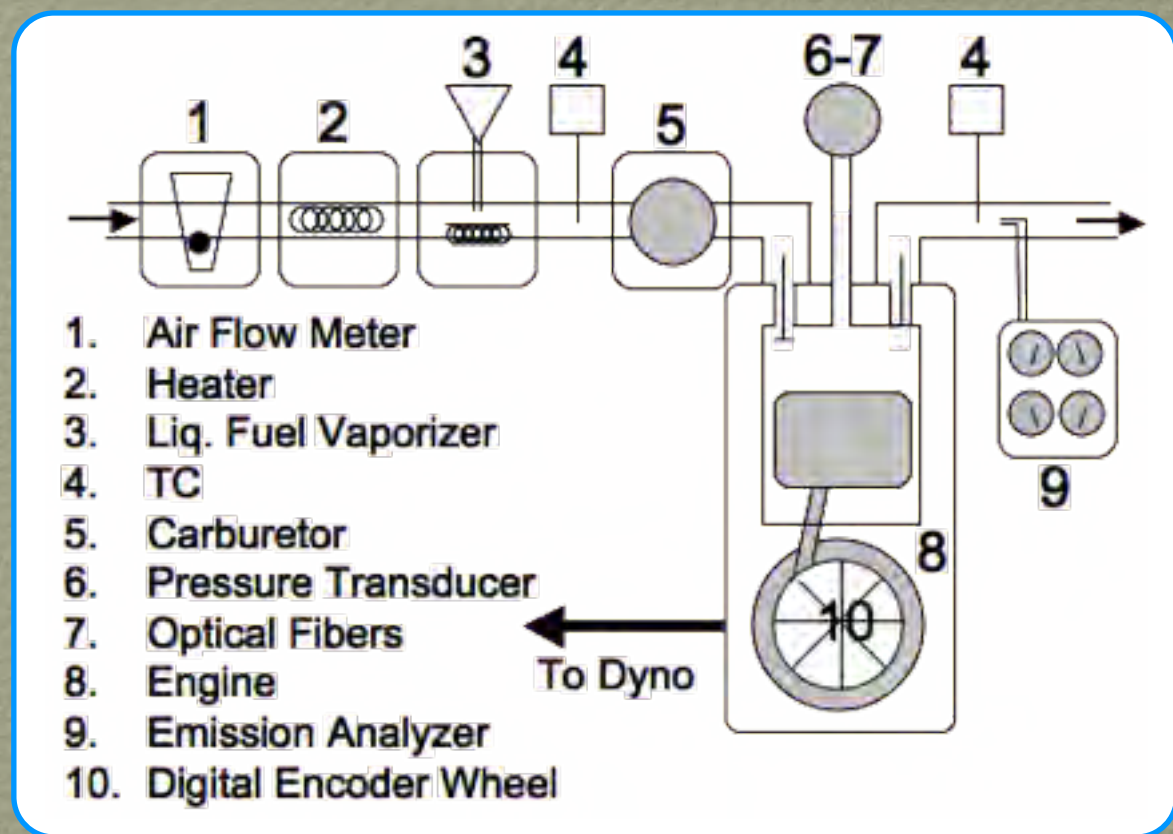 1 2 3 4 5 6-7 4
1. Air Flow Meter
2. Heater
3. Liq. Fuel Vaporizer
4. TC
5. Carburetor
6. Pressure Transducer
7. Optical Fibers
8. Engine
9. Emission Analyzer
10. Digital Encoder Wheel
To Dyno
8
10
9